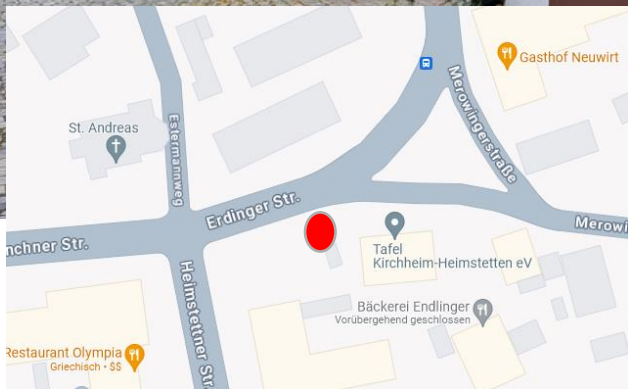 Gasthof Neuwirt
Merowingerstraße
St. Andreas
Estermannweg
Erdinger Str.
Merowi
nchner Str.
Tafel
Kirchheim-Heimstetten eV
Heimstettner Str.
Bäckerei Endlinger
Vorübergehend geschlossen
Restaurant Olympia
Griechisch • $$